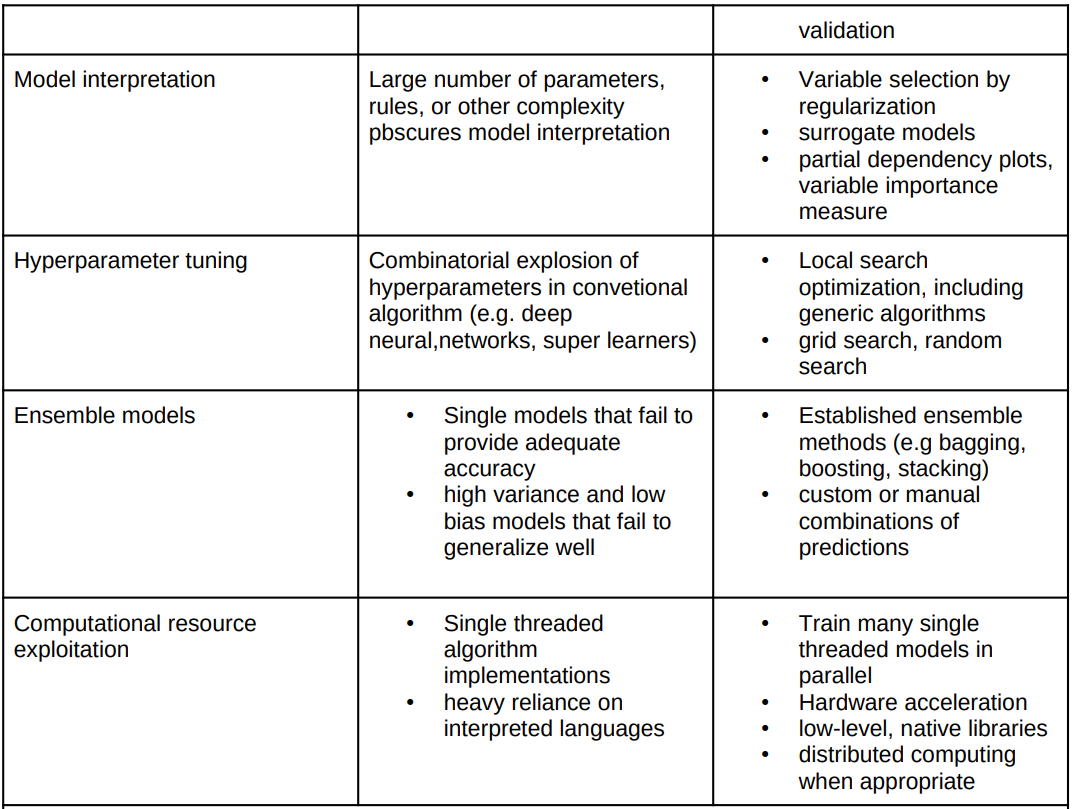 validation
Model interpretation
Large number of parameters,
rules, or other complexity
pbscures model interpretation
• Variable selection by
regularization
• surrogate models
• partial dependency plots,
variable importance
measure
Hyperparameter tuning
Combinatorial explosion of
hyperparameters in convetional
algorithm (e.g. deep
neural,networks, super learners)
• Local search
optimization, including
generic algorithms
• grid search, random
search
Ensemble models
• Single models that fail to
provide adequate
accuracy
• high variance and low
bias models that fail to
generalize well
• Established ensemble
methods (e.g bagging,
boosting, stacking)
• custom or manual
combinations of
predictions
Computational resource
exploitation
• Single threaded
algorithm
implementations
• heavy reliance on
interpreted languages
• Train many single
threaded models in
parallel
• Hardware acceleration
• low-level, native libraries
• distributed computing
when appropriate